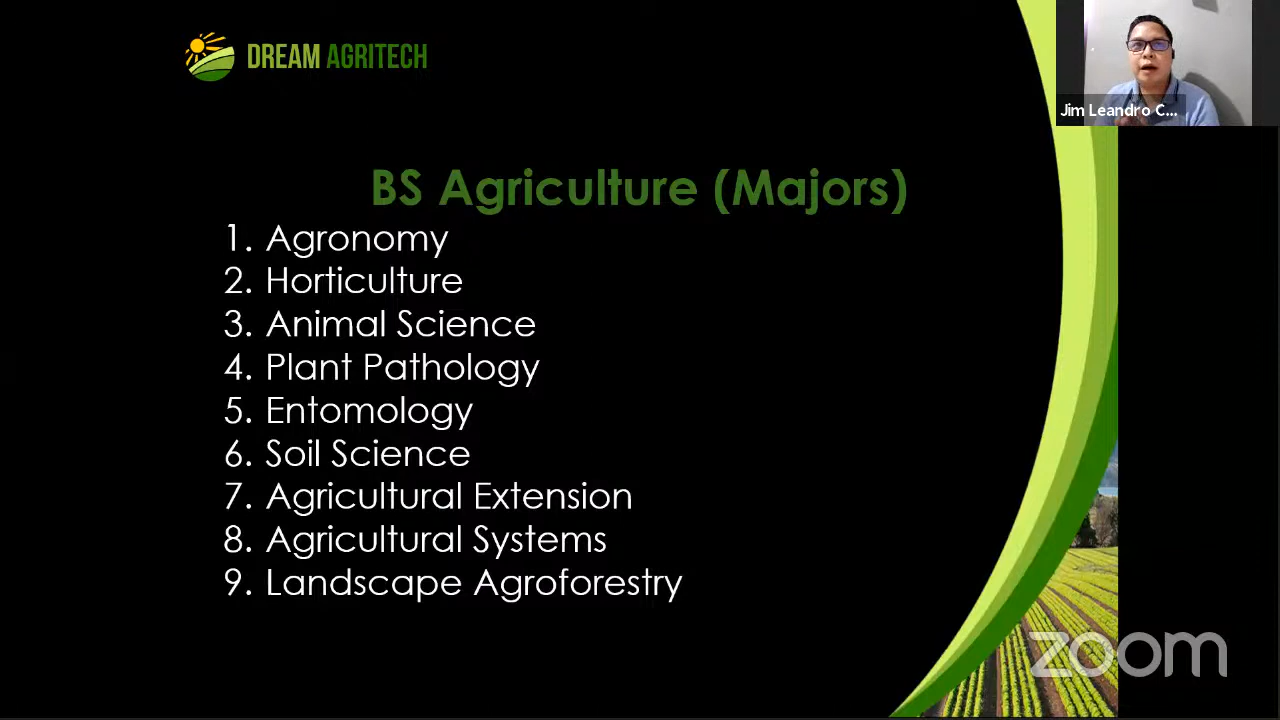 DREAM AGRITECH
Jim Leandro C...
BS Agriculture (Majors)
1. Agronomy
2. Horticulture
3. Animal Science
4. Plant Pathology
5. Entomology
6. Soil Science
7. Agricultural Extension
8. Agricultural Systems
9. Landscape Agroforestry
zoom